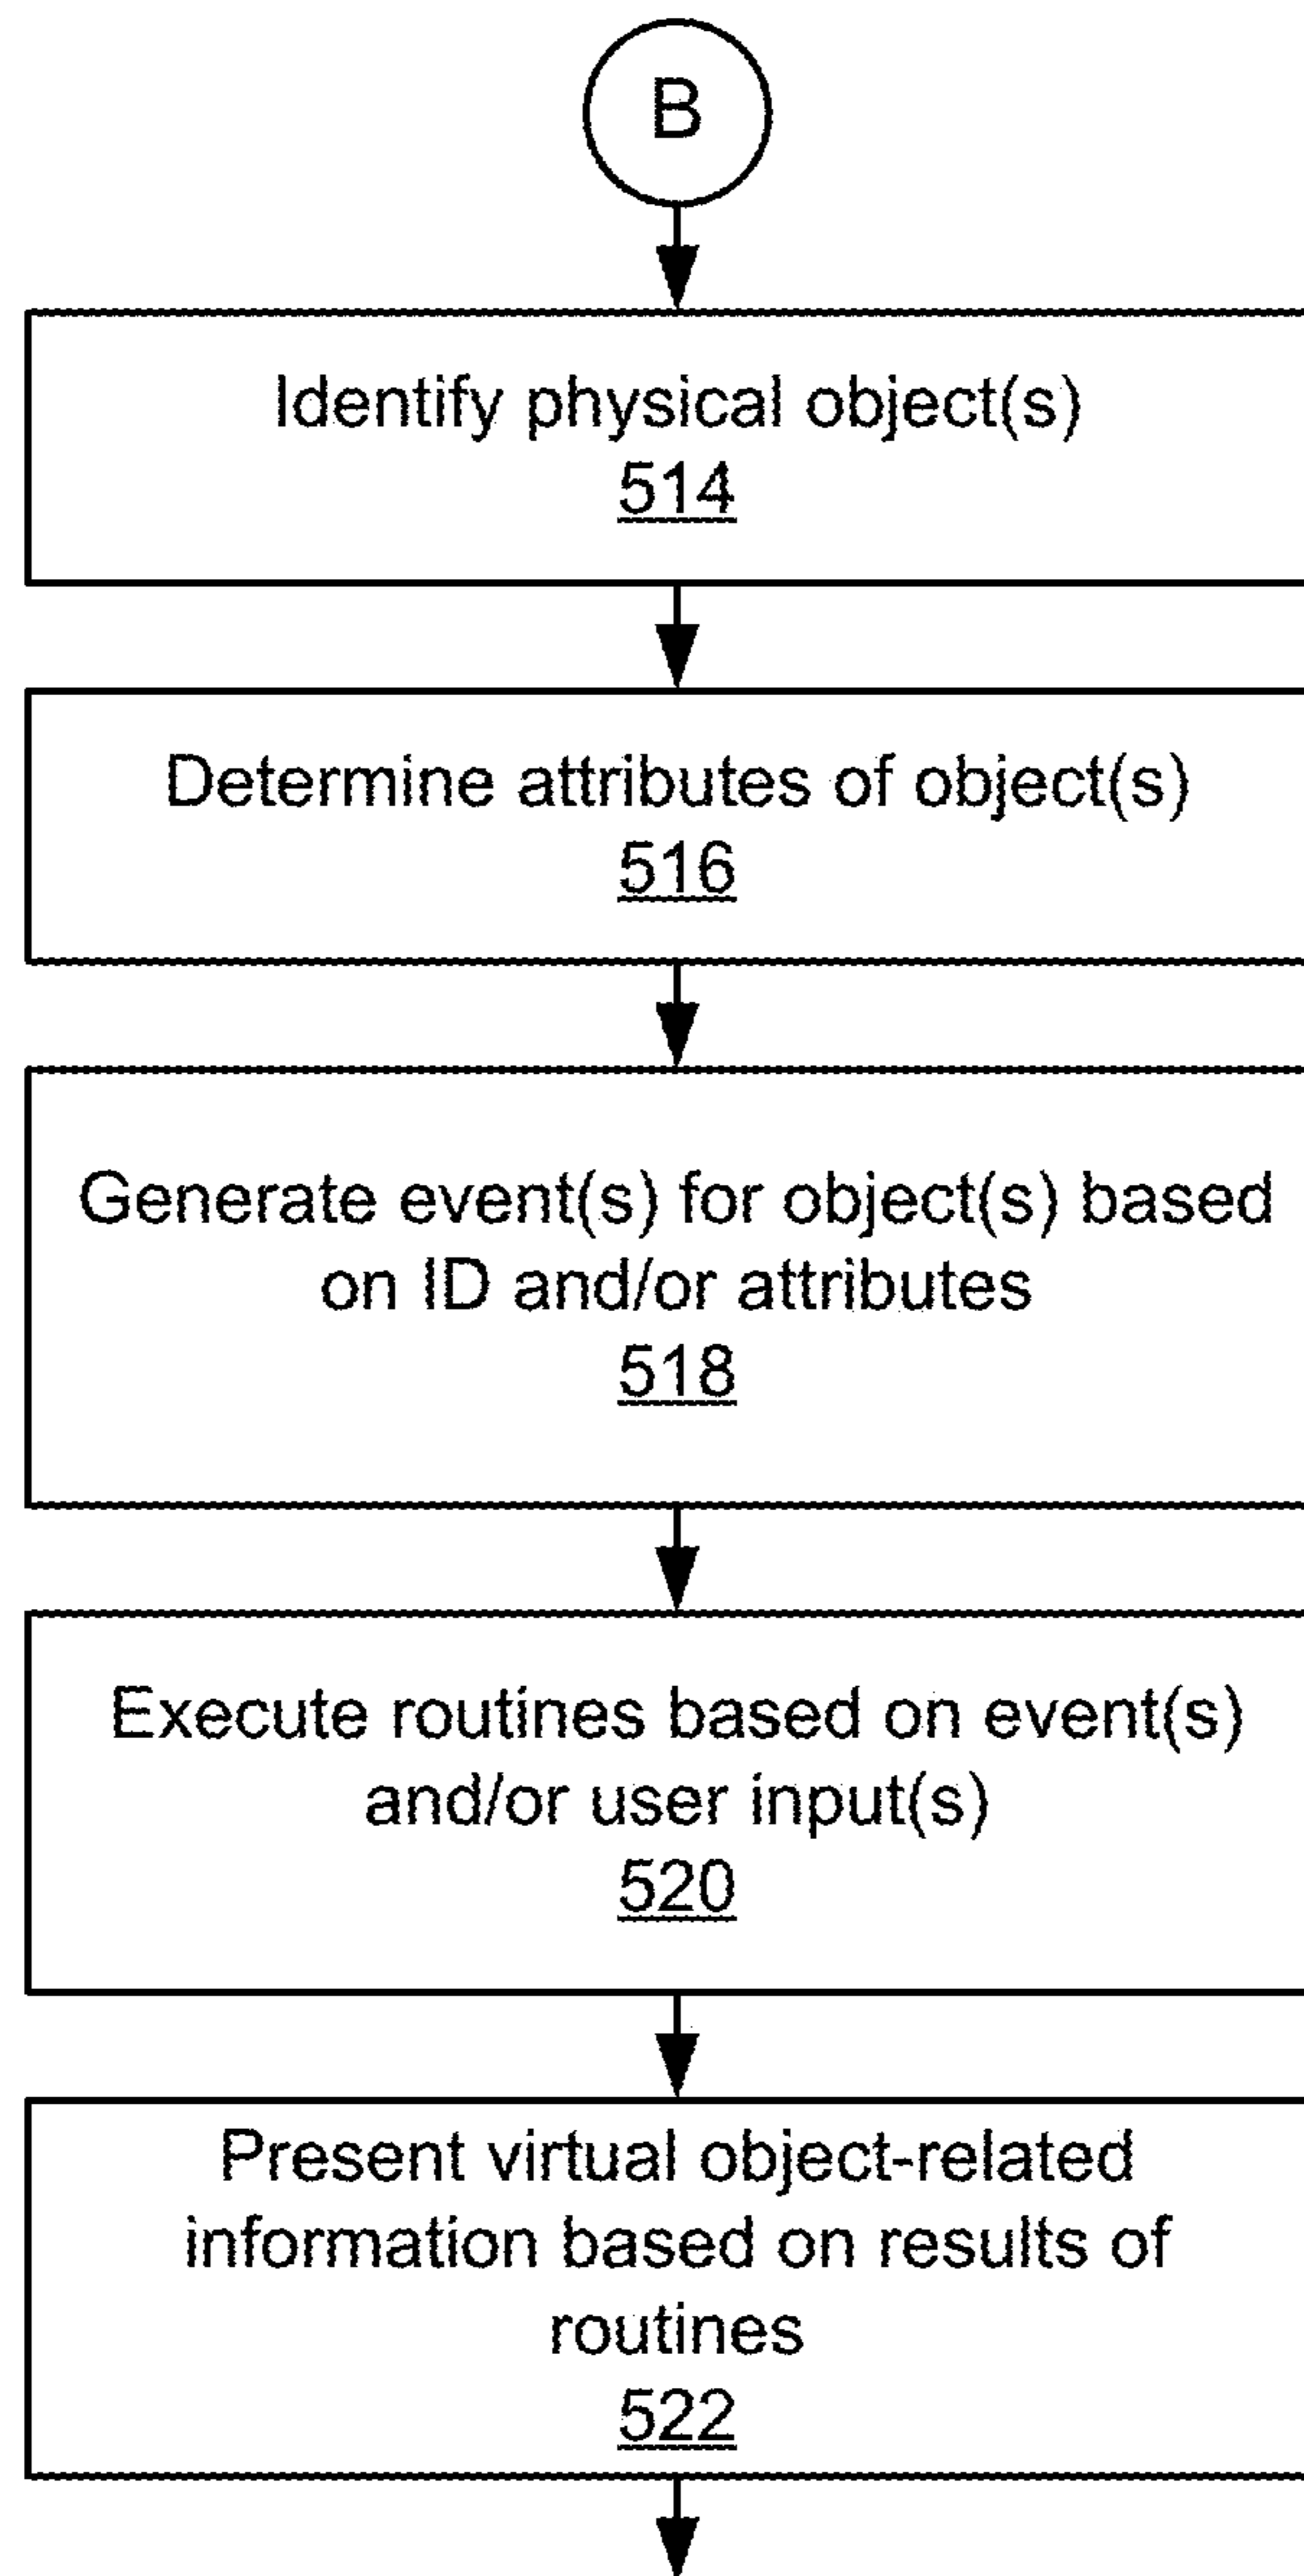 B
Identify physical object(s)
514
Determine attributes of object(s)
516
Generate event(s) for object(s) based
on ID and/or attributes
518
Execute routines based on event(s)
and/or user input(s)
520
Present virtual object-related
information based on results of
routines
522